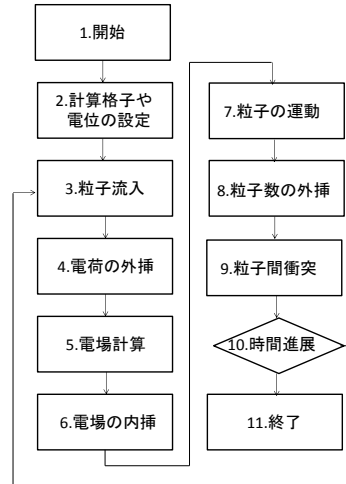 1.開始
2.計算格子や
電位の設定
3.粒子流入
4.電荷の外挿
5.電場計算
6.電場の内挿
7.粒子の運動
8.粒子数の外挿
9.粒子間衝突
10.時間進展
11.終了